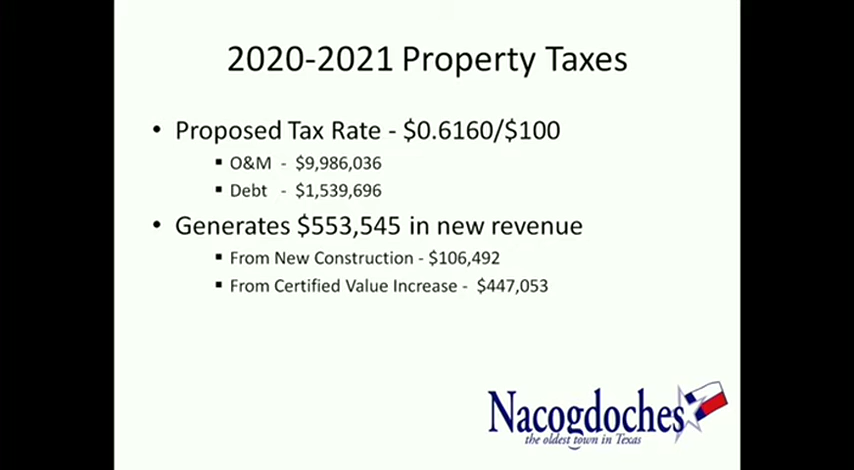 2020-2021 Property Taxes
• Proposed Tax Rate - $0.6160/$100
▪ O&M - $9,986,036
▪ Debt - $1,539,696
• Generates $553,545 in new revenue
▪ From New Construction - $106,492
▪ From Certified Value Increase - $447,053
Nacogdoches
the oldest town in Texas